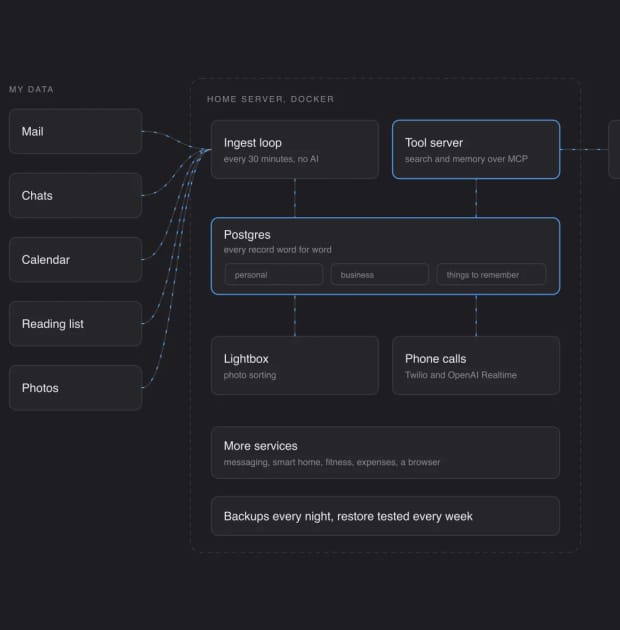 MY DATA
Mail
Chats
Calendar
Reading list
Photos
HOME SERVER, DOCKER
Ingest loop
every 30 minutes, no AI
Tool server
search and memory over MCP
Postgres
every record word for word
personal
business
things to remember
Lightbox
photo sorting
Phone calls
Twilio and OpenAI Realtime
More services
messaging, smart home, fitness, expenses, a browser
Backups every night, restore tested every week